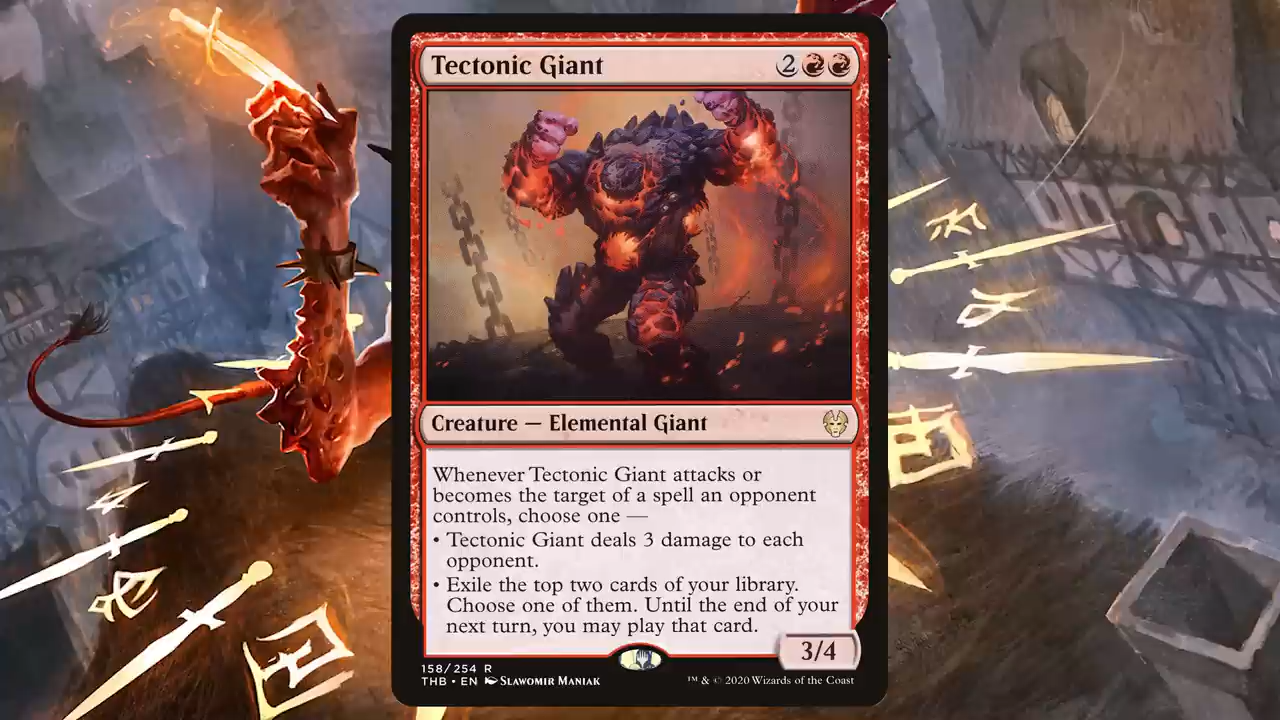 Tectonic Giant 2
Creature — Elemental Giant
Whenever Tectonic Giant attacks or
becomes the target of a spell an opponent
controls, choose one —
• Tectonic Giant deals 3 damage to each
opponent.
• Exile the top two cards of your library.
Choose one of them. Until the end of your
next turn, you may play that card.
3/4
158/254 R
THB • EN Slawomir Maniak
™ & © 2020 Wizards of the Coast